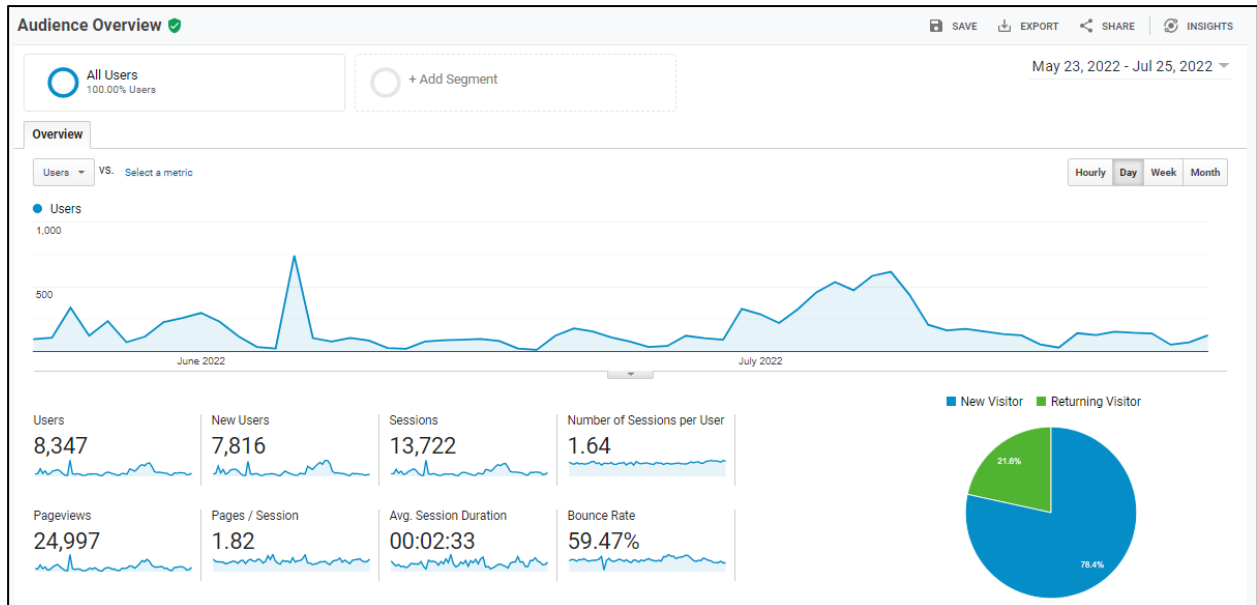 Audience Overview
SAVE EXPORT SHARE INSIGHTS
All Users
100.00% Users
+ Add Segment
May 23, 2022 - Jul 25, 2022
Overview
Users VS. Select a metric
Hourly Day Week Month
Users
1,000
500
June 2022 July 2022
New Visitor Returning Visitor
Users New Users Sessions Number of Sessions per User
8,347 7,816 13,722 1.64
Pageviews Pages / Session Avg. Session Duration Bounce Rate
24,997 1.82 00:02:33 59.47%
21.6%
78.4%